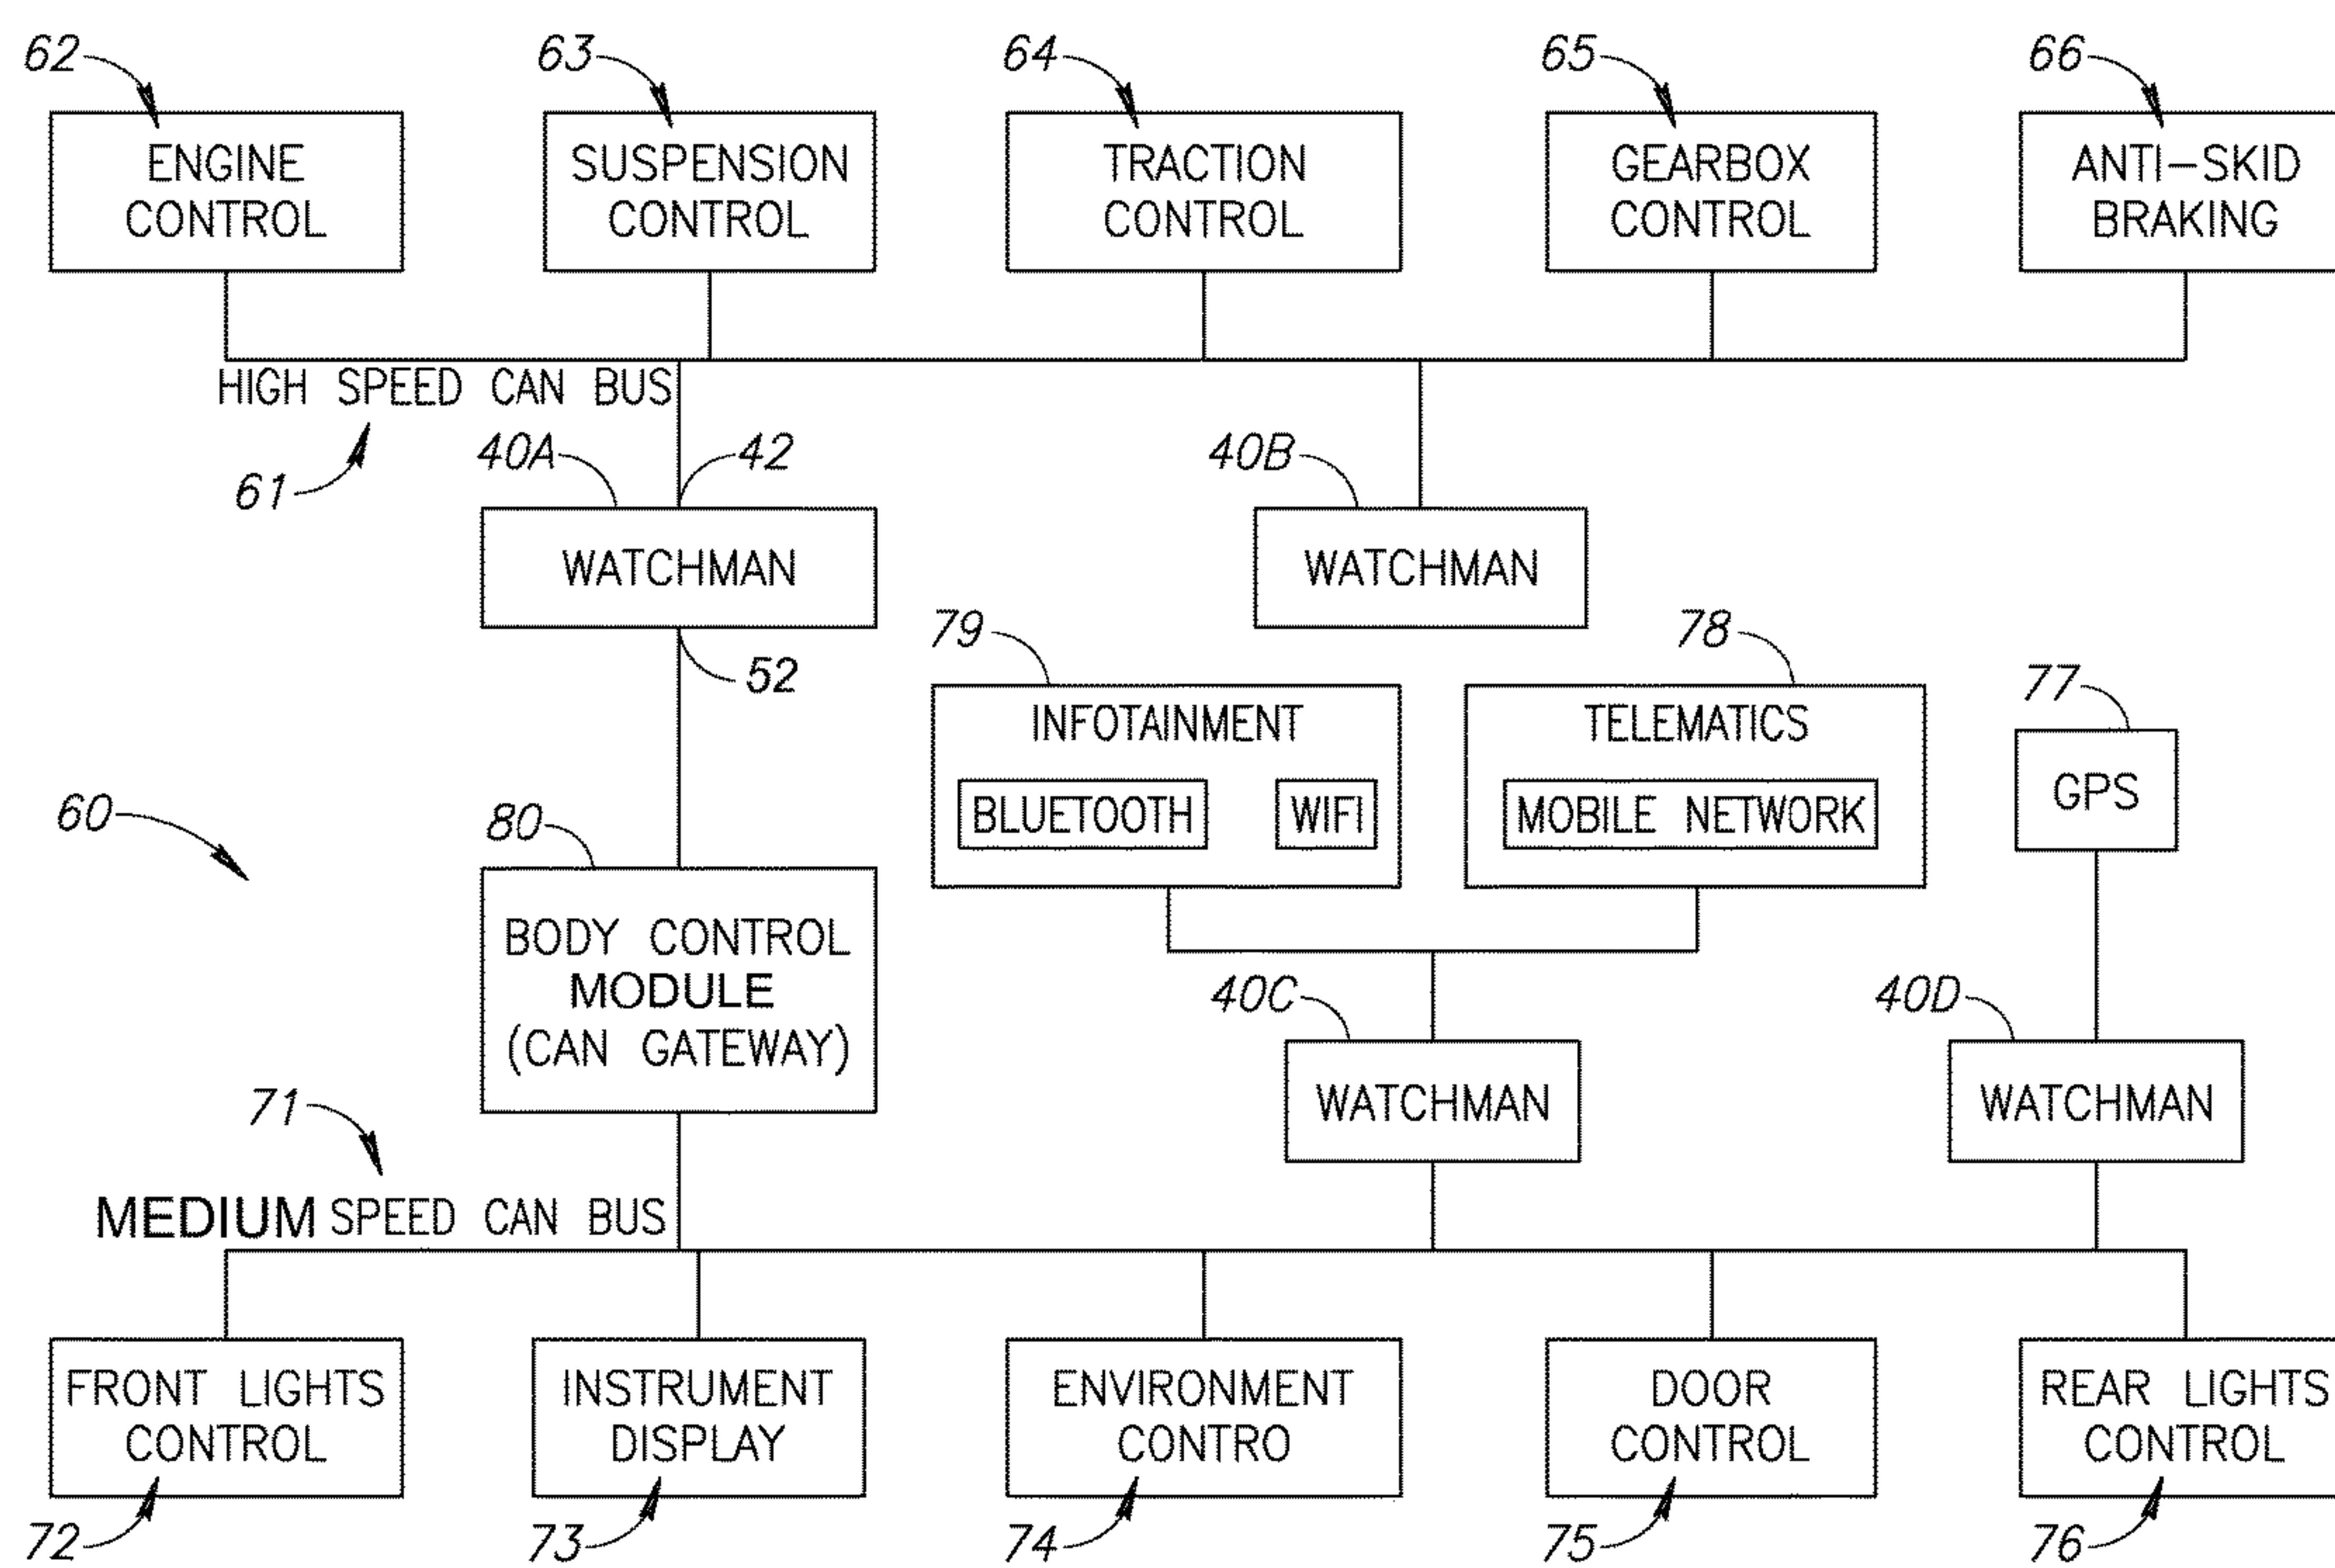 62
63
64
65
66
ENGINE
CONTROL
SUSPENSION
CONTROL
TRACTION
CONTROL
GEARBOX
CONTROL
ANTI-SKID
BRAKING
HIGH SPEED CAN BUS
61
40A
42
40B
WATCHMAN
WATCHMAN
52
79
78
77
INFOTAINMENT
BLUETOOTH
WIFI
TELEMATICS
MOBILE NETWORK
GPS
60
80
BODY CONTROL
MODULE
(CAN GATEWAY)
40C
40D
WATCHMAN
WATCHMAN
71
MEDIUM SPEED CAN BUS
FRONT LIGHTS
CONTROL
INSTRUMENT
DISPLAY
ENVIRONMENT
CONTRO
DOOR
CONTROL
REAR LIGHTS
CONTROL
72
73
74
75
76